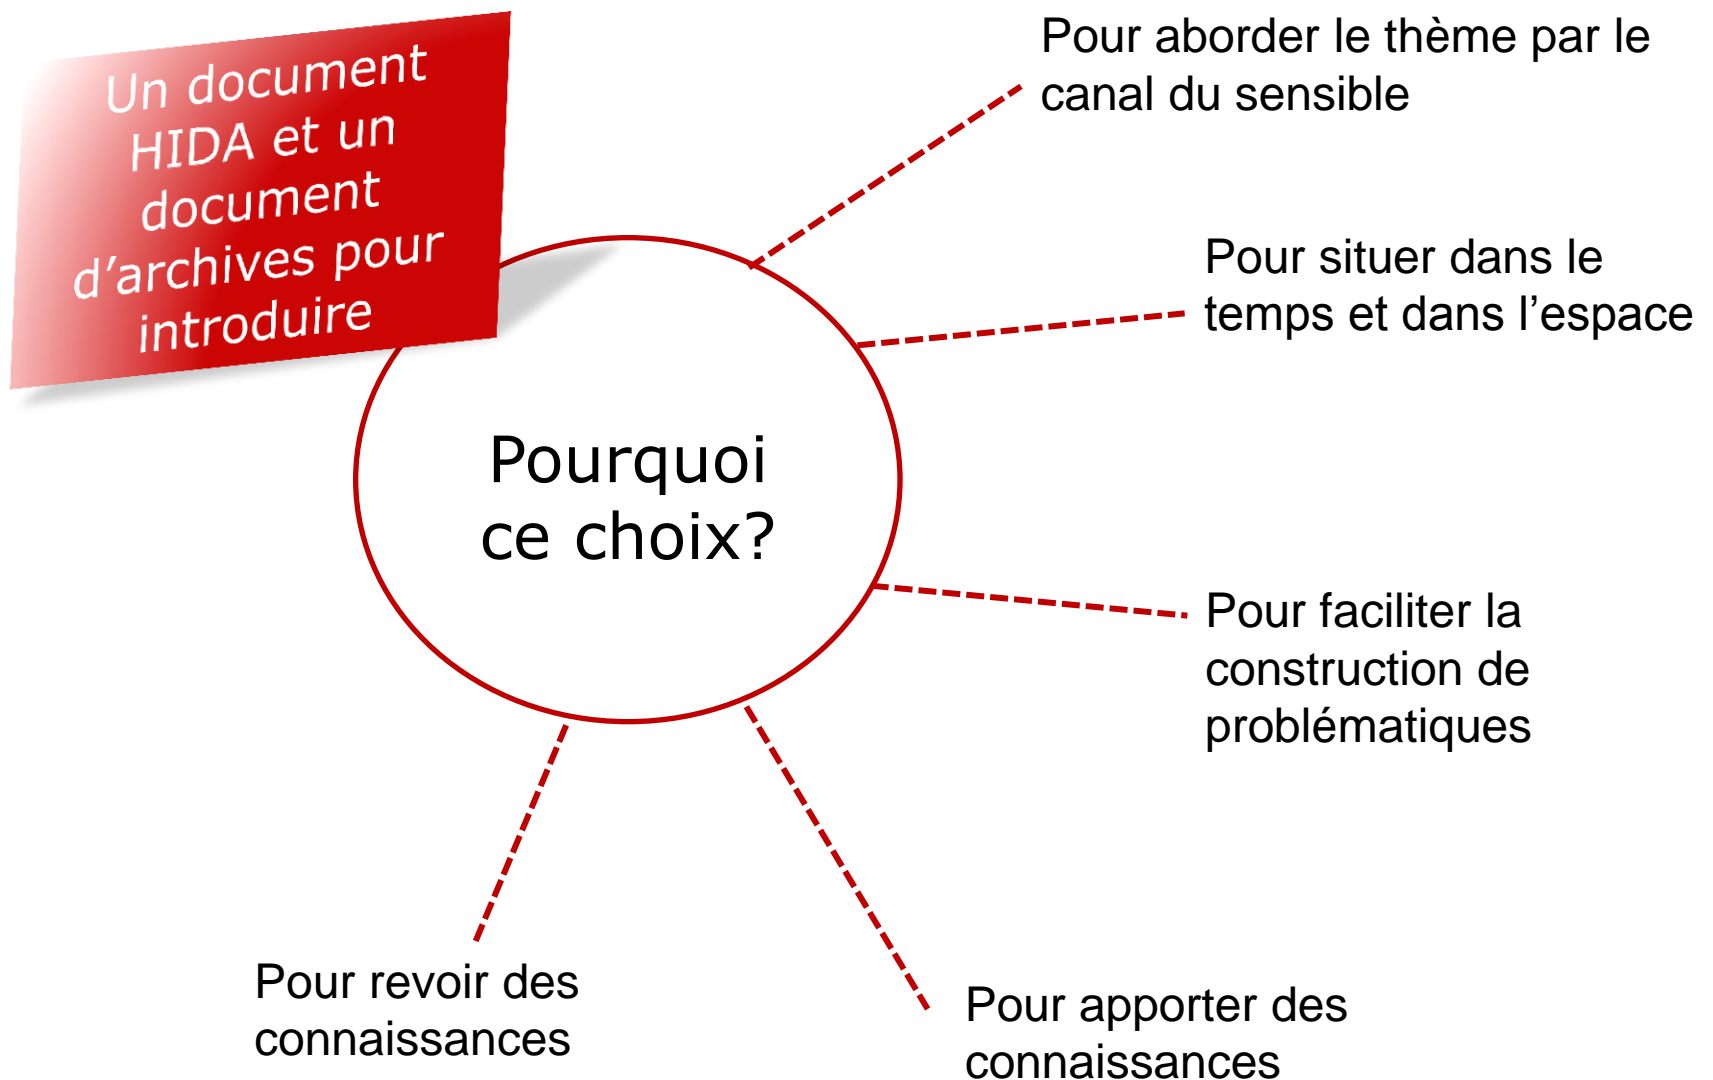 Un document
HIDA et un
document
d’archives pour
introduire
Pourquoi
ce choix?
Pour aborder le thème par le
canal du sensible
Pour situer dans le
temps et dans l’espace
Pour faciliter la
construction de
problématiques
Pour apporter des
connaissances
Pour revoir des
connaissances